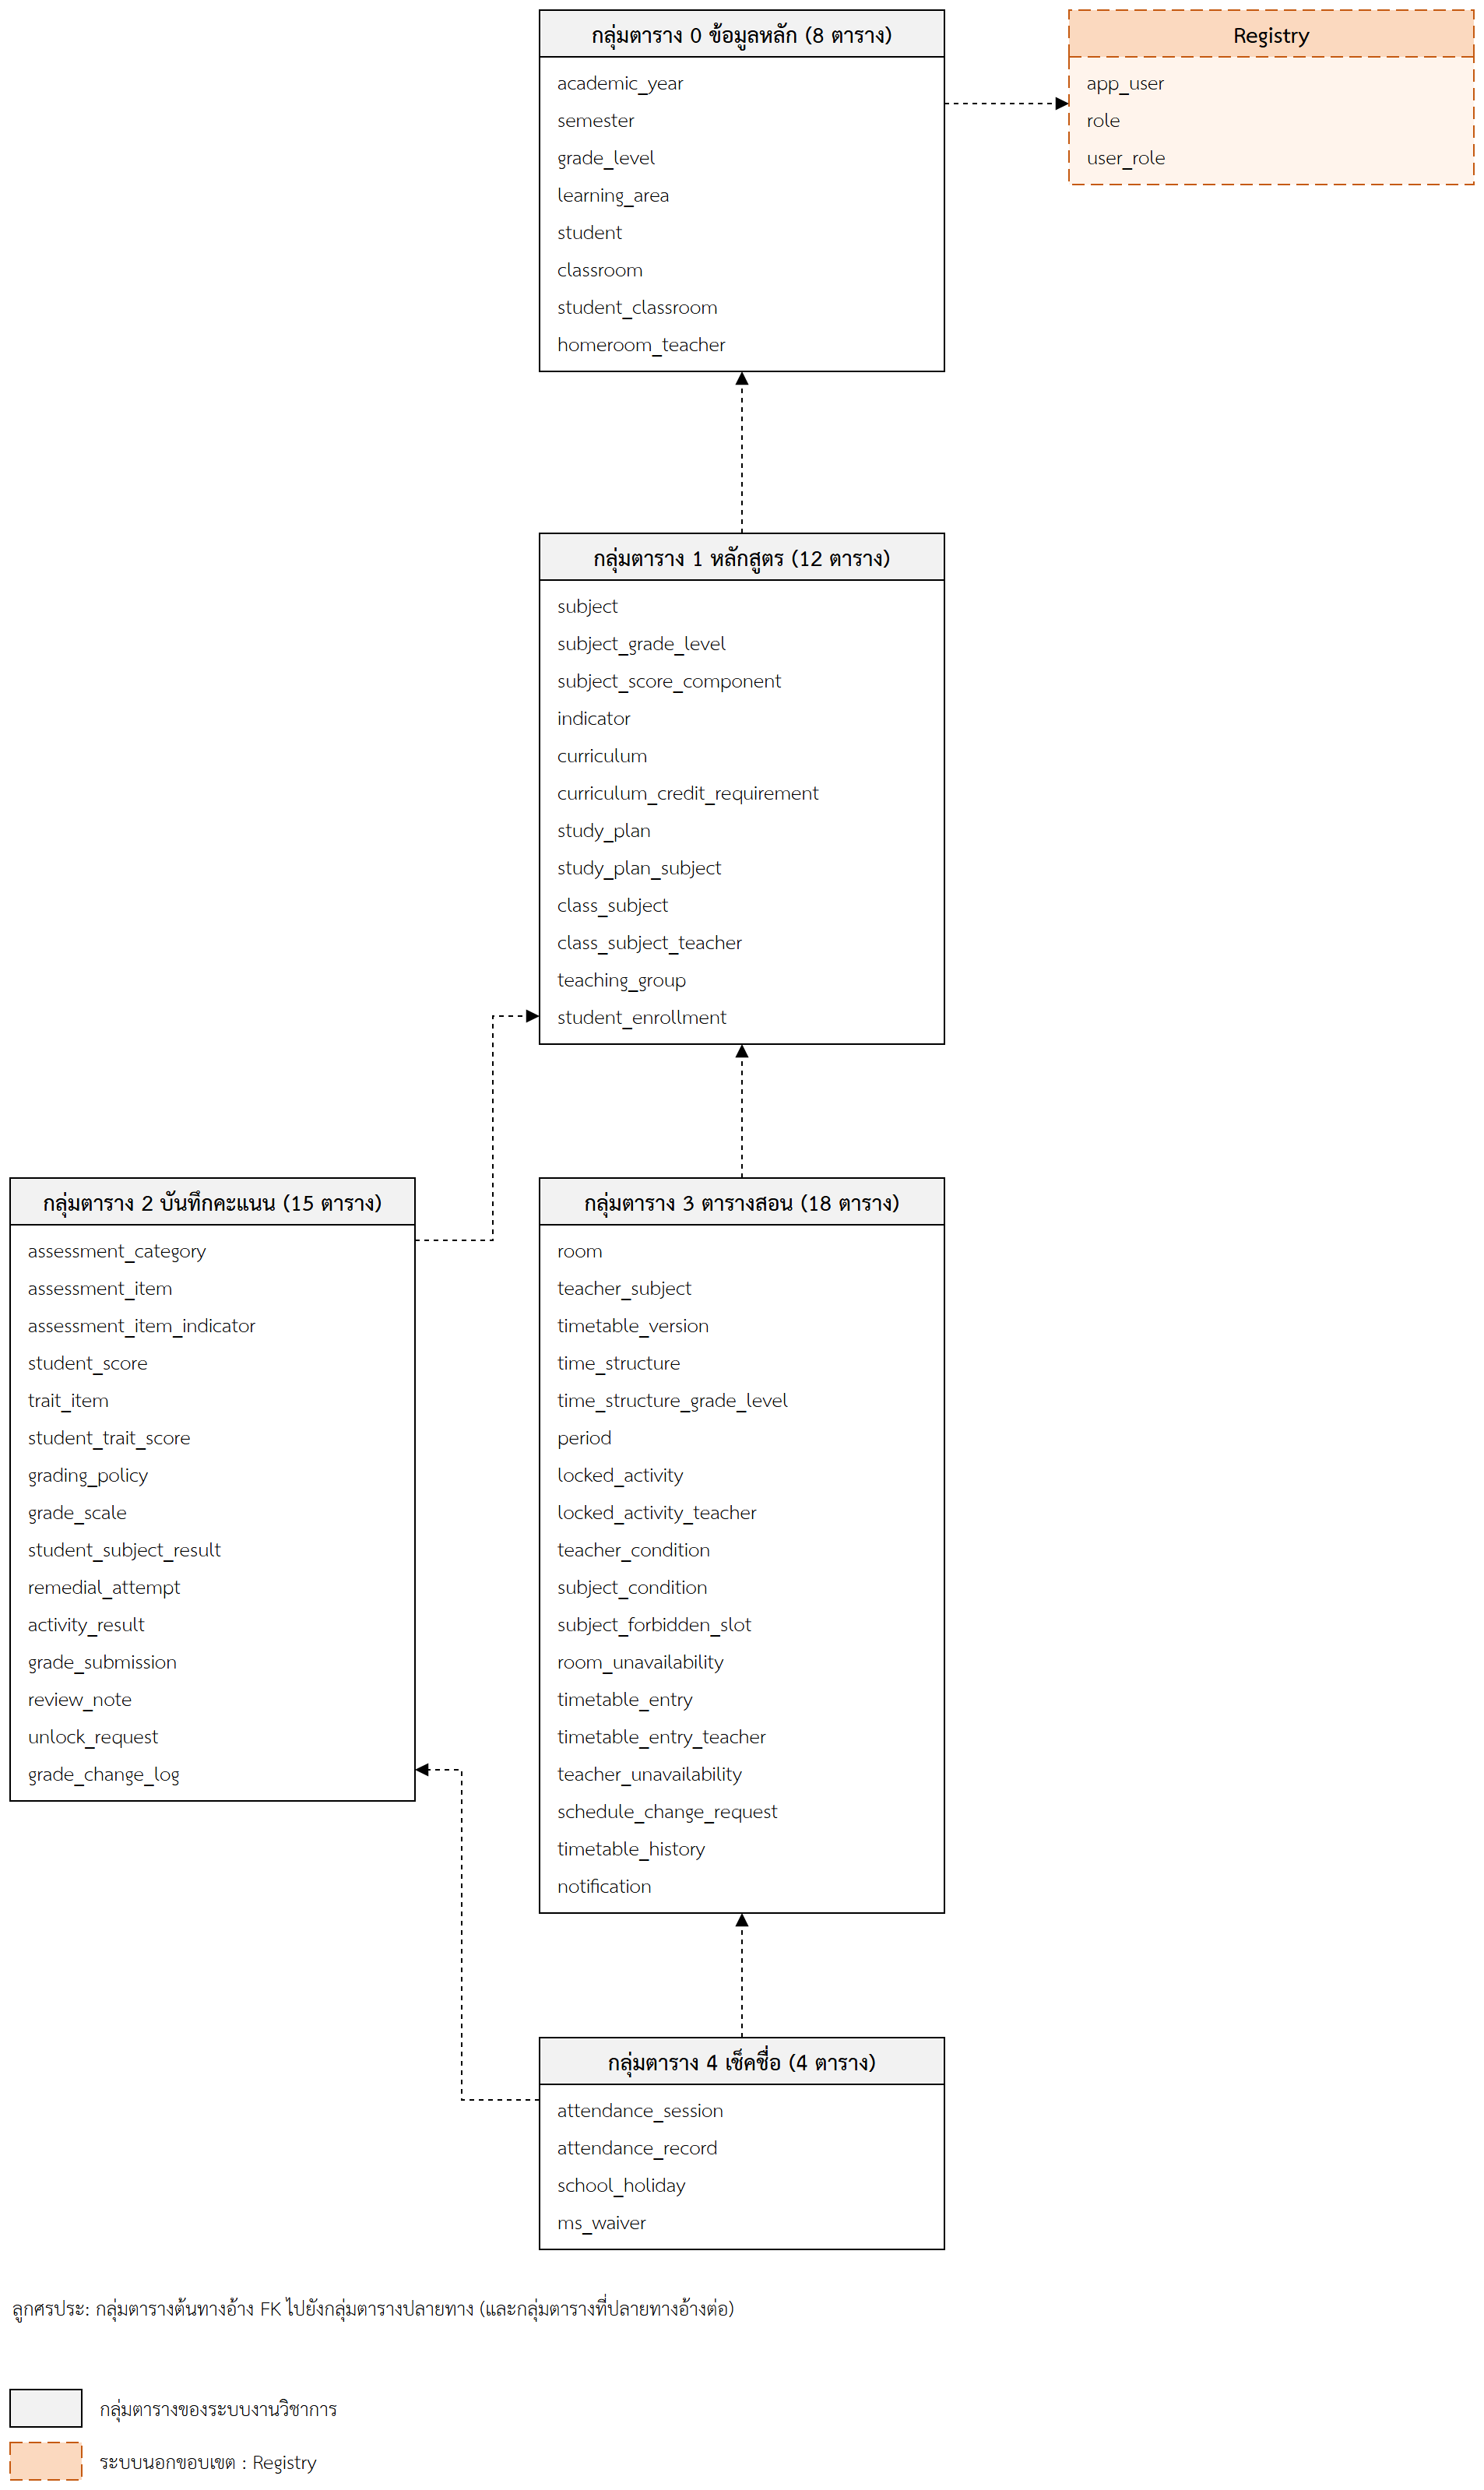 กลุ่มตาราง 0 ข้อมูลหลัก (8 ตาราง)
academic_year
semester
grade_level
learning_area
student
classroom
student_classroom
homeroom_teacher
Registry
app_user
role
user_role
กลุ่มตาราง 1 หลักสูตร (12 ตาราง)
subject
subject_grade_level
subject_score_component
indicator
curriculum
curriculum_credit_requirement
study_plan
study_plan_subject
class_subject
class_subject_teacher
teaching_group
student_enrollment
กลุ่มตาราง 2 บันทึกคะแนน (15 ตาราง)
assessment_category
assessment_item
assessment_item_indicator
student_score
trait_item
student_trait_score
grading_policy
grade_scale
student_subject_result
remedial_attempt
activity_result
grade_submission
review_note
unlock_request
grade_change_log
กลุ่มตาราง 3 ตารางสอน (18 ตาราง)
room
teacher_subject
timetable_version
time_structure
time_structure_grade_level
period
locked_activity
locked_activity_teacher
teacher_condition
subject_condition
subject_forbidden_slot
room_unavailability
timetable_entry
timetable_entry_teacher
teacher_unavailability
schedule_change_request
timetable_history
notification
กลุ่มตาราง 4 เช็คชื่อ (4 ตาราง)
attendance_session
attendance_record
school_holiday
ms_waiver
ลูกศรประ: กลุ่มตารางต้นทางอ้าง FK ไปยังกลุ่มตารางปลายทาง (และกลุ่มตารางที่ปลายทางอ้างต่อ)
กลุ่มตารางของระบบงานวิชาการ
ระบบนอกขอบเขต : Registry